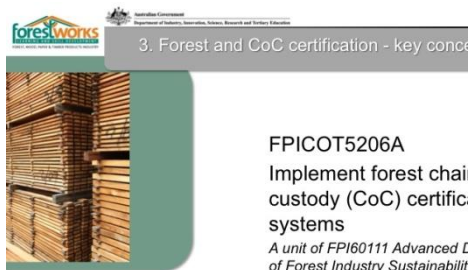 Australian Government
Department of Industry, Innovation, Science, Research and Tertiary Education
forestworks
3. Forest and CoC certification - key conce
FPICOT5206A
Implement forest chai
custody (CoC) certifica
systems
A unit of FPI60111 Advanced D
of Forest Industry Sustainabilit